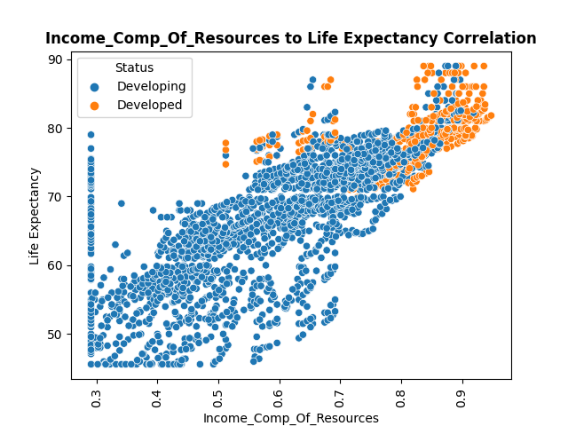 Income_Comp_Of_Resources to Life Expectancy Correlation
90
80
70
60
50
Life Expectancy
Status
Developing
Developed
0.3
0.4
0.5
0.6
0.7
0.8
0.9
Income_Comp_Of_Resources